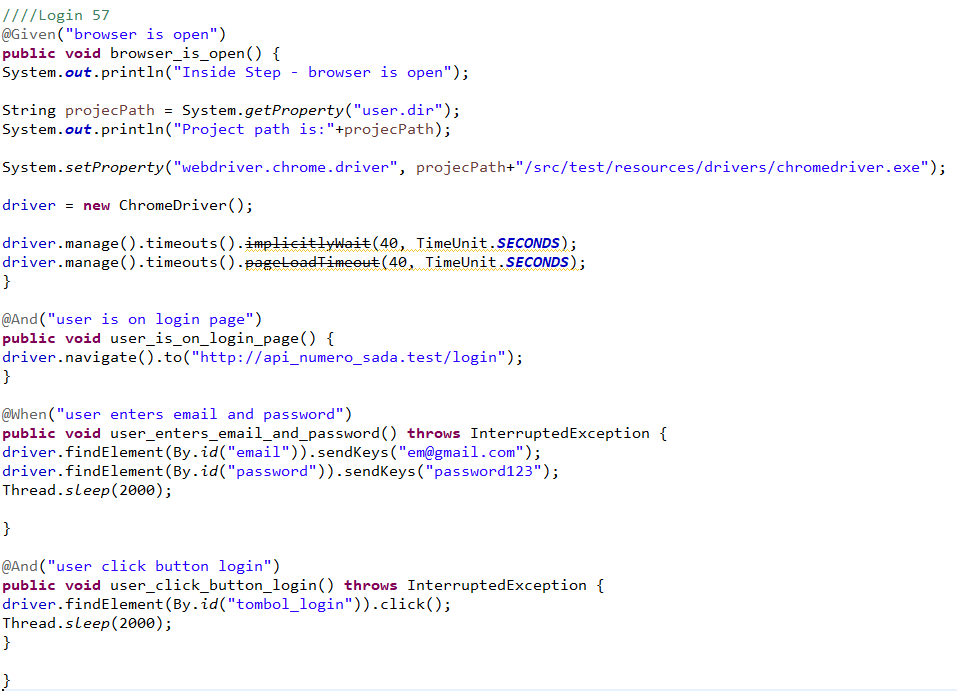 ////Login 57
@Given("browser is open")
public void browser_is_open() {
System.out.println("Inside Step - browser is open");
String projecPath = System.getProperty("user.dir");
System.out.println("Project path is:"+projecPath);
System.setProperty("webdriver.chrome.driver", projecPath+"/src/test/resources/drivers/chromedriver.exe");
driver = new ChromeDriver();
driver.manage().timeouts().implicitlyWait(40, TimeUnit.SECONDS);
driver.manage().timeouts().pageLoadTimeout(40, TimeUnit.SECONDS);
}
@And("user is on login page")
public void user_is_on_login_page() {
driver.navigate().to("http://api_numero_sada.test/login");
}
@When("user enters email and password")
public void user_enters_email_and_password() throws InterruptedException {
driver.findElement(By.id("email")).sendKeys("em@gmail.com");
driver.findElement(By.id("password")).sendKeys("password123");
Thread.sleep(2000);
}
@And("user click button login")
public void user_click_button_login() throws InterruptedException {
driver.findElement(By.id("tombol_login")).click();
Thread.sleep(2000);
}
}